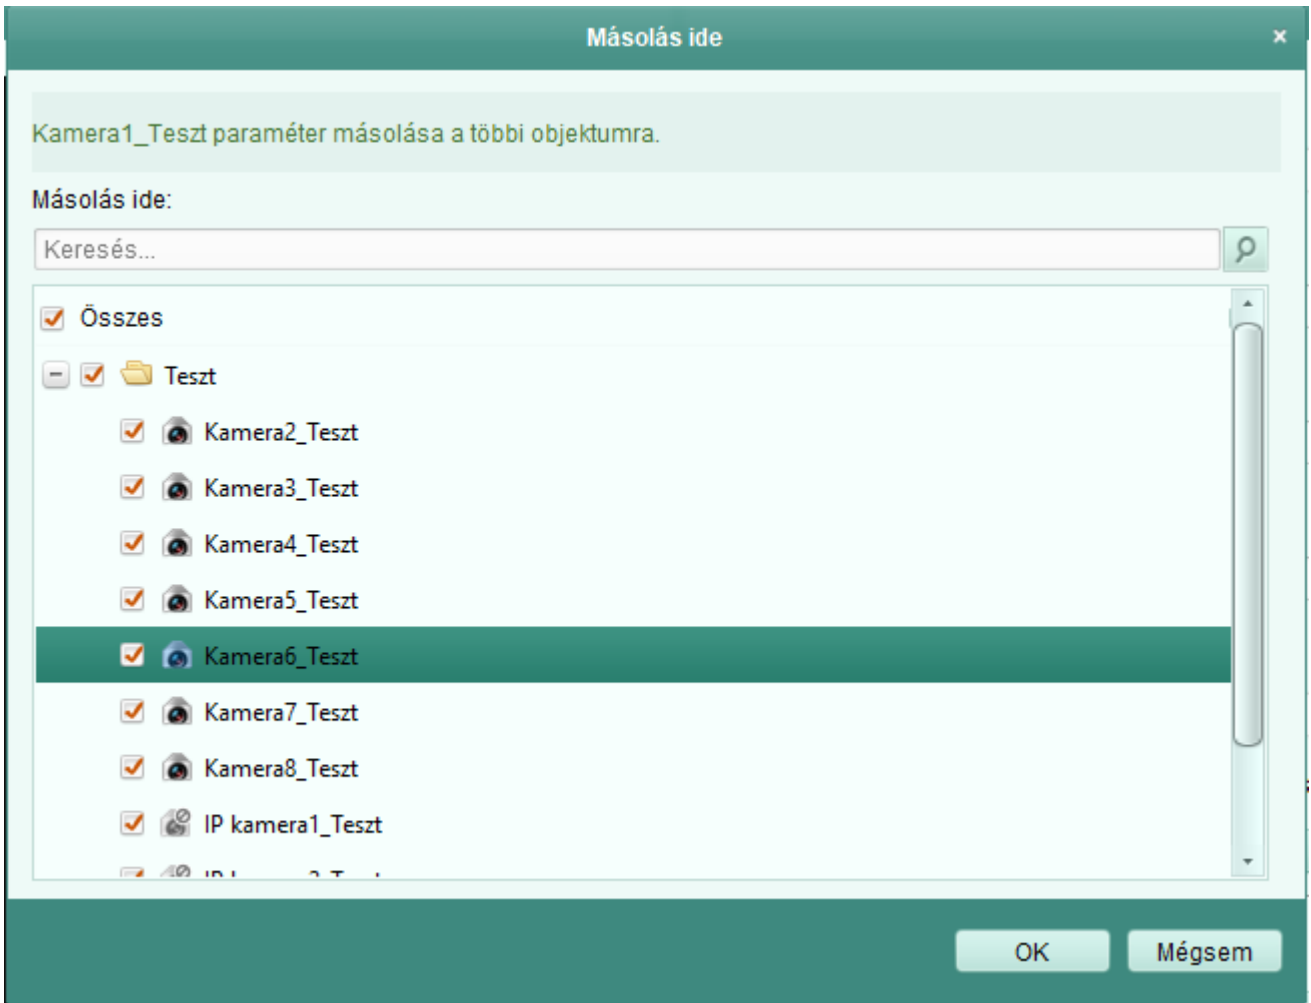 Másolás ide
Kamera1_Teszt paraméter másolása a többi objektumra.
Másolás ide:
Keresés...
Összes
Teszt
Kamera2_Teszt
Kamera3_Teszt
Kamera4_Teszt
Kamera5_Teszt
Kamera6_Teszt
Kamera7_Teszt
Kamera8_Teszt
IP kamera1_Teszt
OK
Mégsem